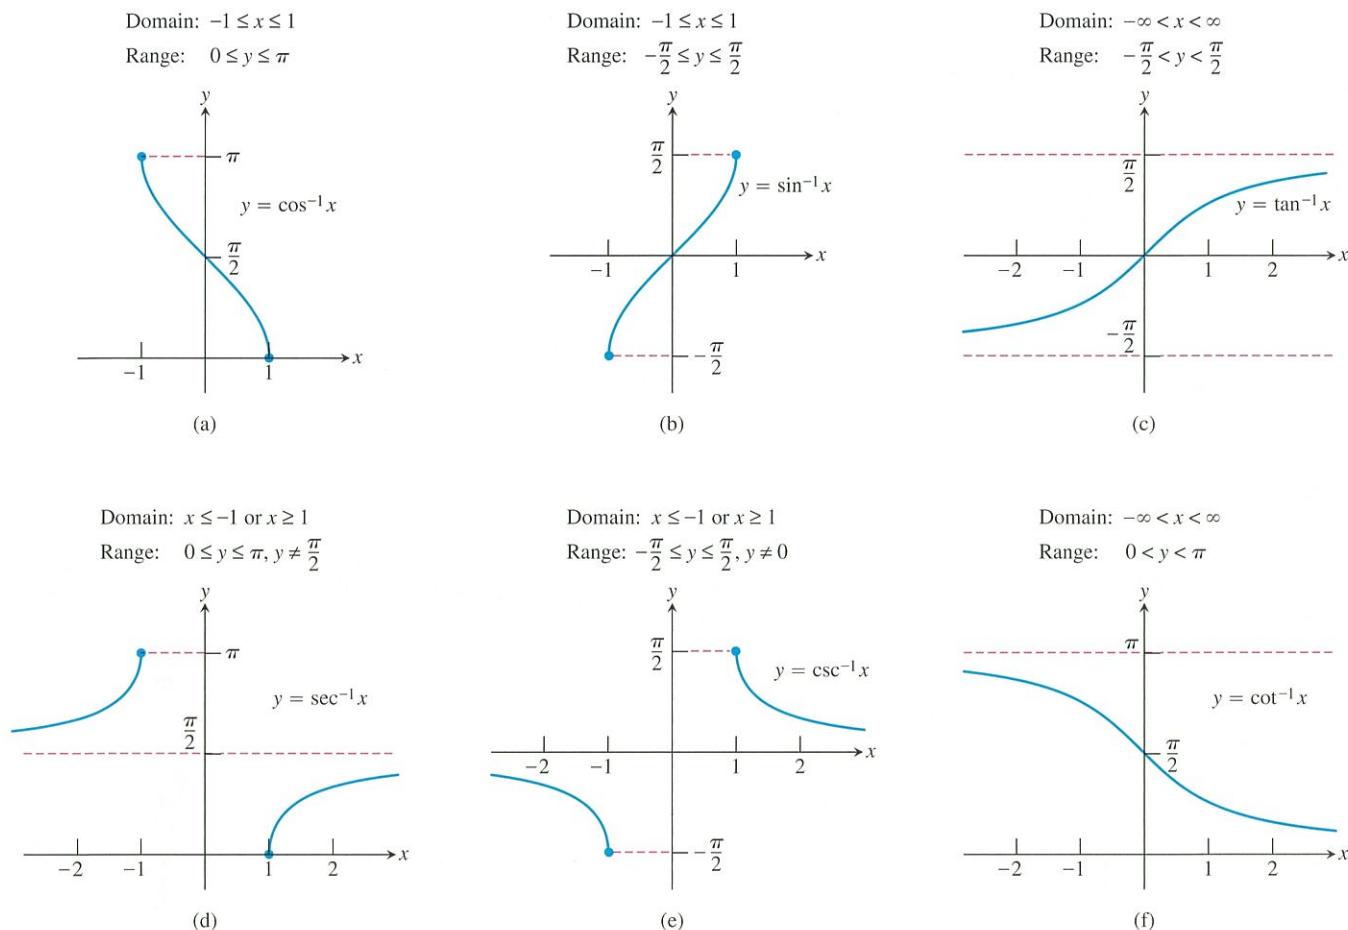 Domain: −1 ≤ x ≤ 1
Range: 0 ≤ y ≤ π
y
π
y = cos⁻¹x
π/2
−1
1
x
(a)
Domain: −1 ≤ x ≤ 1
Range: −π/2 ≤ y ≤ π/2
y
π/2
y = sin⁻¹x
−1
1
x
−π/2
(b)
Domain: −∞ < x < ∞
Range: −π/2 < y < π/2
y
π/2
y = tan⁻¹x
−2
−1
1
2
x
−π/2
(c)
Domain: x ≤ −1 or x ≥ 1
Range: 0 ≤ y ≤ π, y ≠ π/2
y
π
y = sec⁻¹x
π/2
−2
−1
1
2
x
(d)
Domain: x ≤ −1 or x ≥ 1
Range: −π/2 ≤ y ≤ π/2, y ≠ 0
y
π/2
y = csc⁻¹x
−2
−1
1
2
x
−π/2
(e)
Domain: −∞ < x < ∞
Range: 0 < y < π
y
π
y = cot⁻¹x
π/2
−2
−1
1
2
x
(f)